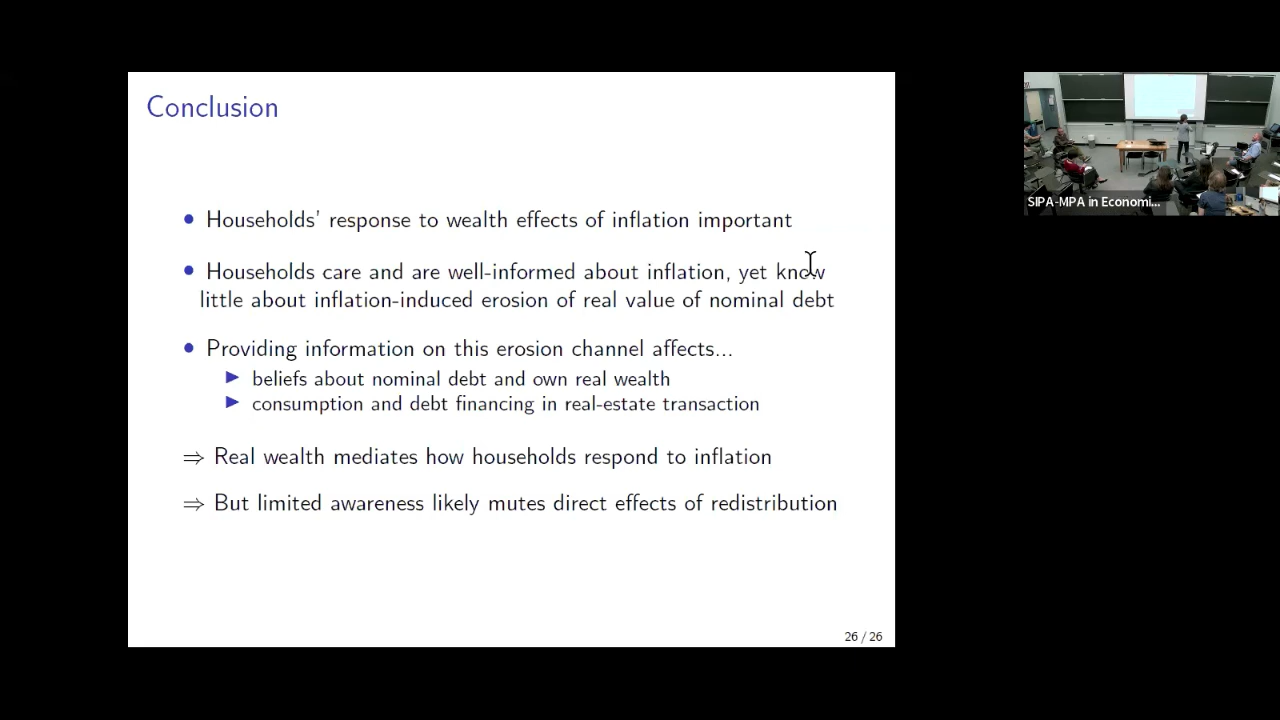 Conclusion
• Households' response to wealth effects of inflation important
• Households care and are well-informed about inflation, yet know
little about inflation-induced erosion of real value of nominal debt
• Providing information on this erosion channel affects...
▶ beliefs about nominal debt and own real wealth
▶ consumption and debt financing in real-estate transaction
⇒ Real wealth mediates how households respond to inflation
⇒ But limited awareness likely mutes direct effects of redistribution
26 / 26
SIPA-MPA in Economi...